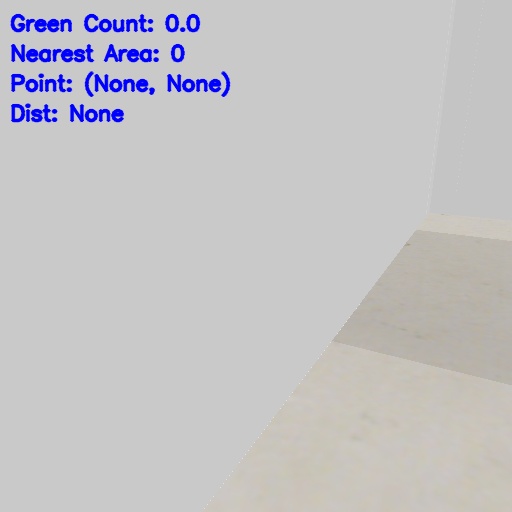 Green Count: 0.0
Nearest Area: 0
Point: (None, None)
Dist: None